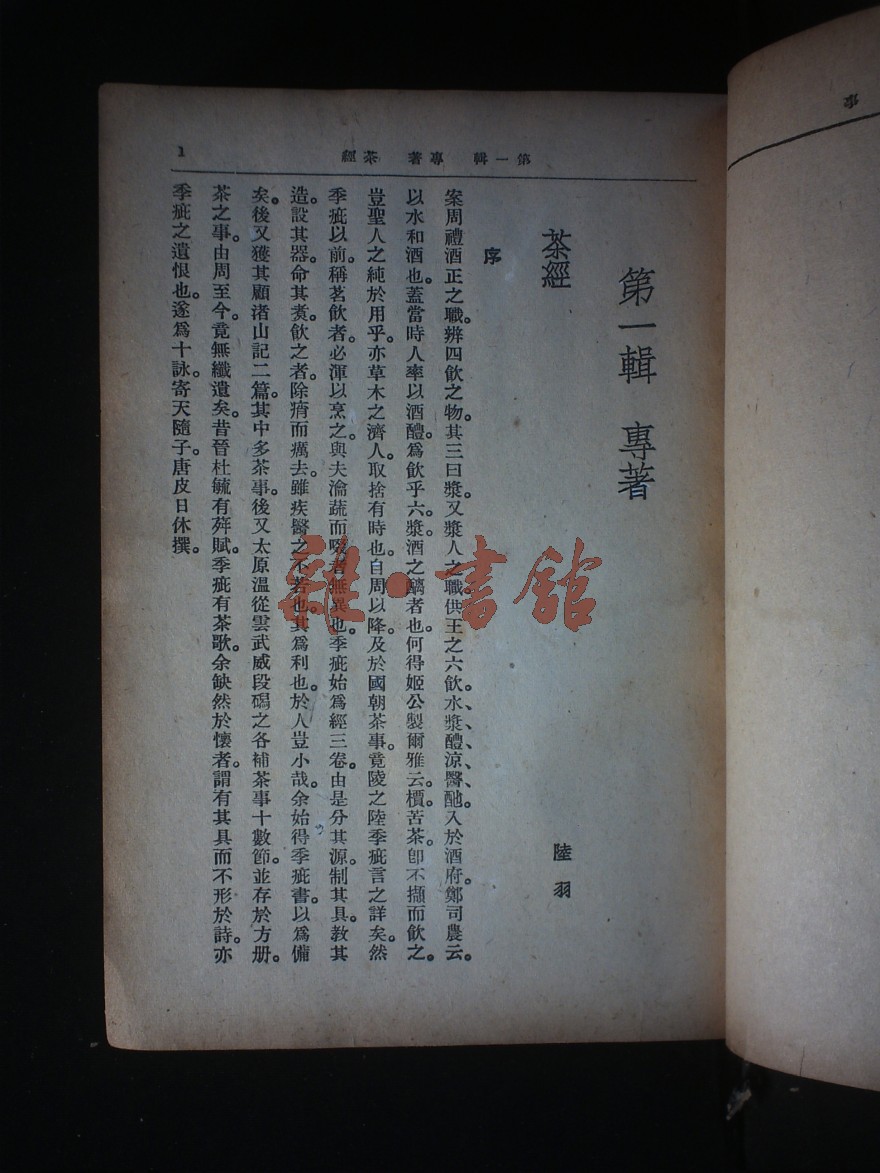 第一輯　專著　茶經
1
第一輯　專著
茶經
陸羽
序
案周禮酒正之職。辨四飲之物。其三曰漿。又漿人之職供王之六飲。水、漿、醴、涼、醫、酏。入於酒府。鄭司農云。
以水和酒也。蓋當時人率以酒醴。爲飲乎六。漿。酒之醨者也。何得姬公製爾雅云。檟。苦茶。卽不擷而飲之。
豈聖人之純於用乎。亦草木之濟人。取捨有時也。自周以降。及於國朝茶事。竟陵之陸季疵言之詳矣。然
季疵以前。稱茗飲者。必渾以烹之。與夫瀹蔬而啜者無異也。季疵始爲經三卷。由是分其源。制其具。教其
造。設其器。命其煑。飲之者。除痟而癘去。雖疾醫之不若也。其爲利也。於人豈小哉。余始得季疵書。以爲備
矣。後又獲其顧渚山記二篇。其中多茶事。後又太原溫從雲武威段碣之各補茶事十數節。並存於方册。
茶之事。由周至今。竟無纖遺矣。昔晉杜毓有荈賦。季疵有茶歌。余缺然於懷者。謂有其具而不形於詩。亦
季疵之遺恨也。遂爲十詠。寄天隨子。唐皮日休撰。
雜·書館